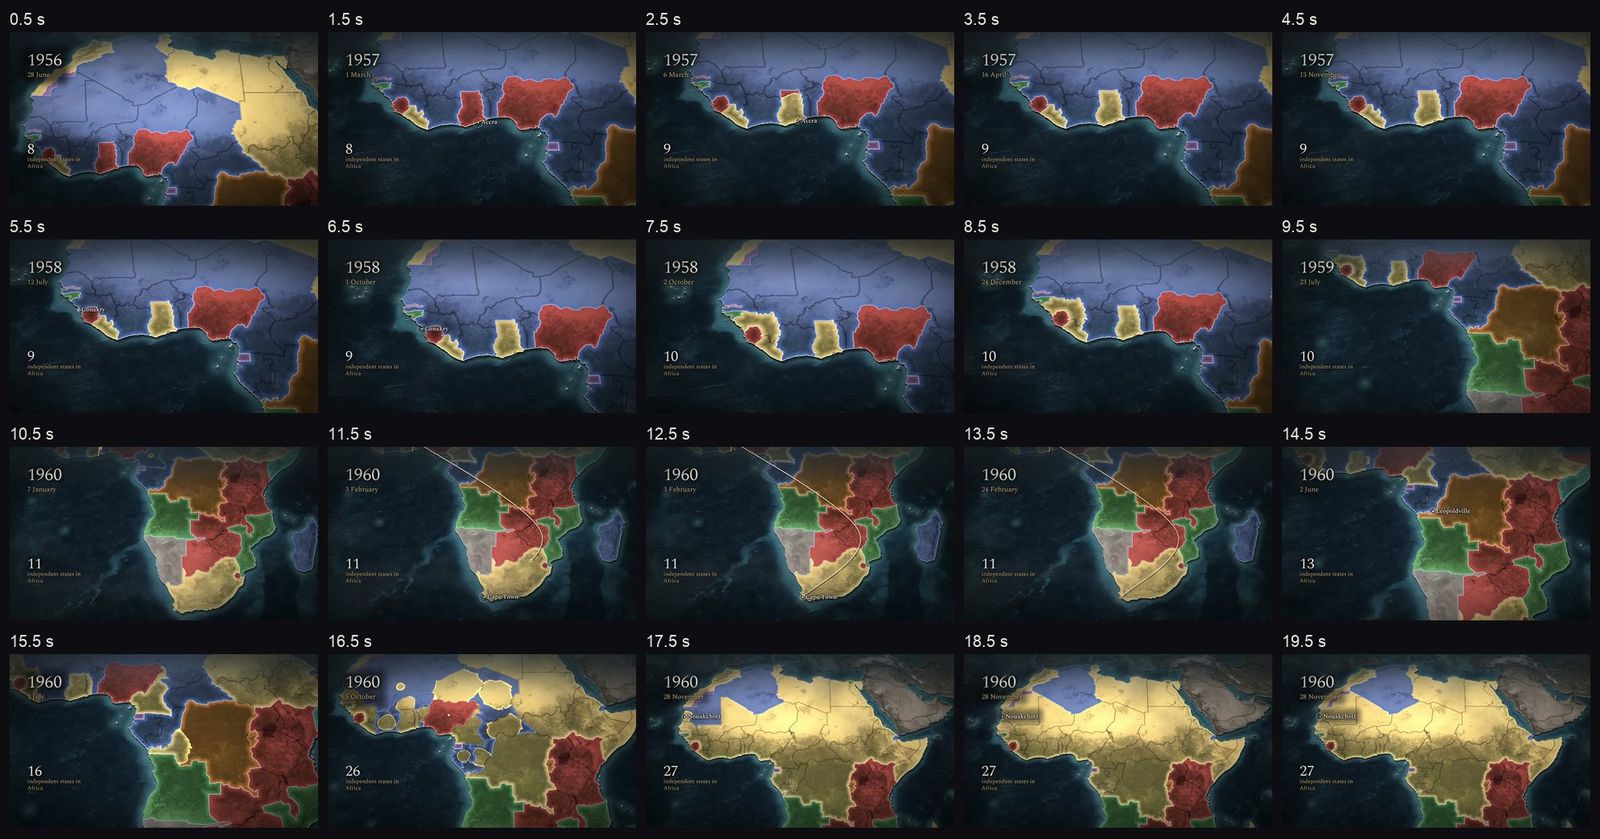 0.5 s
1956
28 June
8
independent states in
Africa
1.5 s
1957
1 March
Accra
8
independent states in
Africa
2.5 s
1957
6 March
Accra
9
independent states in
Africa
3.5 s
1957
16 April
9
independent states in
Africa
4.5 s
1957
13 November
9
independent states in
Africa
5.5 s
1958
12 July
Conakry
9
independent states in
Africa
6.5 s
1958
1 October
Conakry
9
independent states in
Africa
7.5 s
1958
2 October
10
independent states in
Africa
8.5 s
1958
24 December
10
independent states in
Africa
9.5 s
1959
23 July
10
independent states in
Africa
10.5 s
1960
7 January
11
independent states in
Africa
11.5 s
1960
3 February
11
independent states in
Africa
Cape Town
12.5 s
1960
3 February
11
independent states in
Africa
Cape Town
13.5 s
1960
24 February
11
independent states in
Africa
14.5 s
1960
2 June
Leopoldville
13
independent states in
Africa
15.5 s
1960
1 July
16
independent states in
Africa
16.5 s
1960
5 October
26
independent states in
Africa
17.5 s
1960
28 November
Nouakchott
27
independent states in
Africa
18.5 s
1960
28 November
Nouakchott
27
independent states in
Africa
19.5 s
1960
28 November
Nouakchott
27
independent states in
Africa